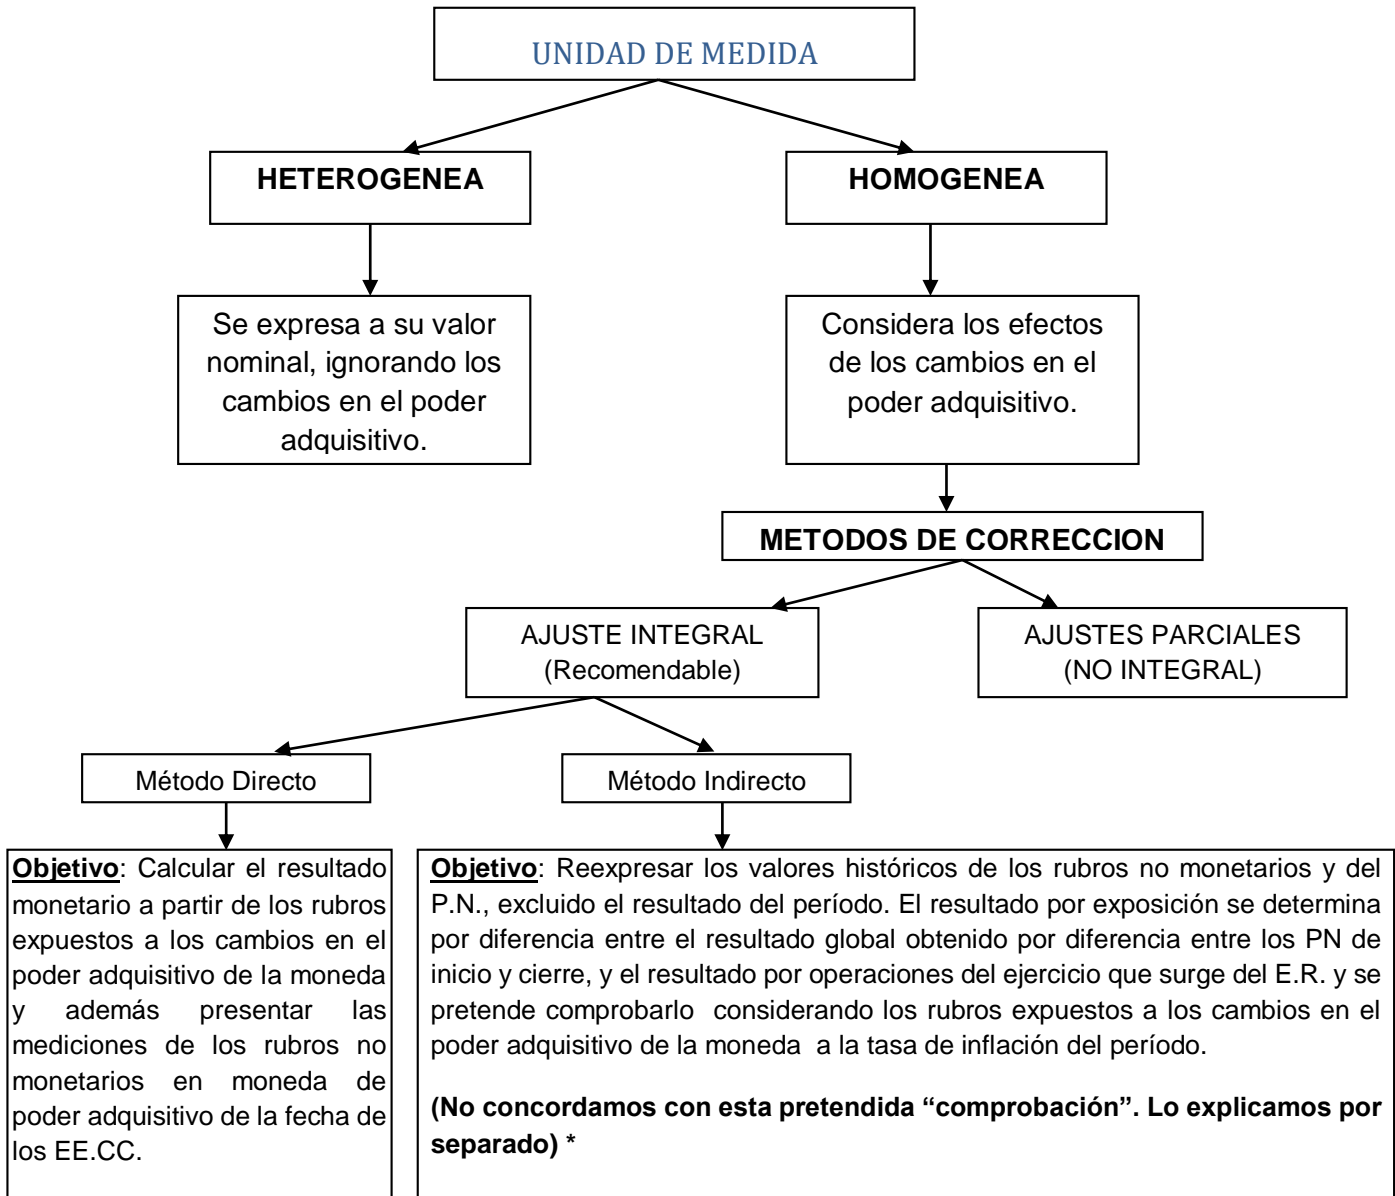 UNIDAD DE MEDIDA
HETEROGENEA
HOMOGENEA
Se expresa a su valor
nominal, ignorando los
cambios en el poder
adquisitivo.
Considera los efectos
de los cambios en el
poder adquisitivo.
METODOS DE CORRECCION
AJUSTE INTEGRAL
(Recomendable)
AJUSTES PARCIALES
(NO INTEGRAL)
Método Directo
Método Indirecto
Objetivo: Calcular el resultado
monetario a partir de los rubros
expuestos a los cambios en el
poder adquisitivo de la moneda
y además presentar las
mediciones de los rubros no
monetarios en moneda de
poder adquisitivo de la fecha de
los EE.CC.
Objetivo: Reexpresar los valores históricos de los rubros no monetarios y del
P.N., excluido el resultado del período. El resultado por exposición se determina
por diferencia entre el resultado global obtenido por diferencia entre los PN de
inicio y cierre, y el resultado por operaciones del ejercicio que surge del E.R. y se
pretende comprobarlo considerando los rubros expuestos a los cambios en el
poder adquisitivo de la moneda a la tasa de inflación del período.
(No concordamos con esta pretendida “comprobación”. Lo explicamos por
separado) *